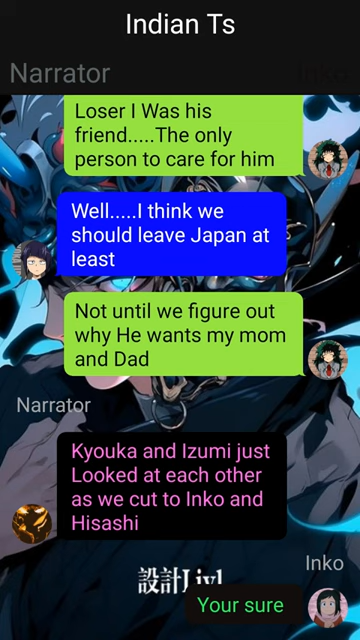 Indian Ts
Narrator
Loser I Was his
friend.....The only
person to care for him
Well.....I think we
should leave Japan at
least
Not until we figure out
why He wants my mom
and Dad
Narrator
Kyouka and Izumi just
Looked at each other
as we cut to Inko and
Hisashi
Inko
設計
Your sure